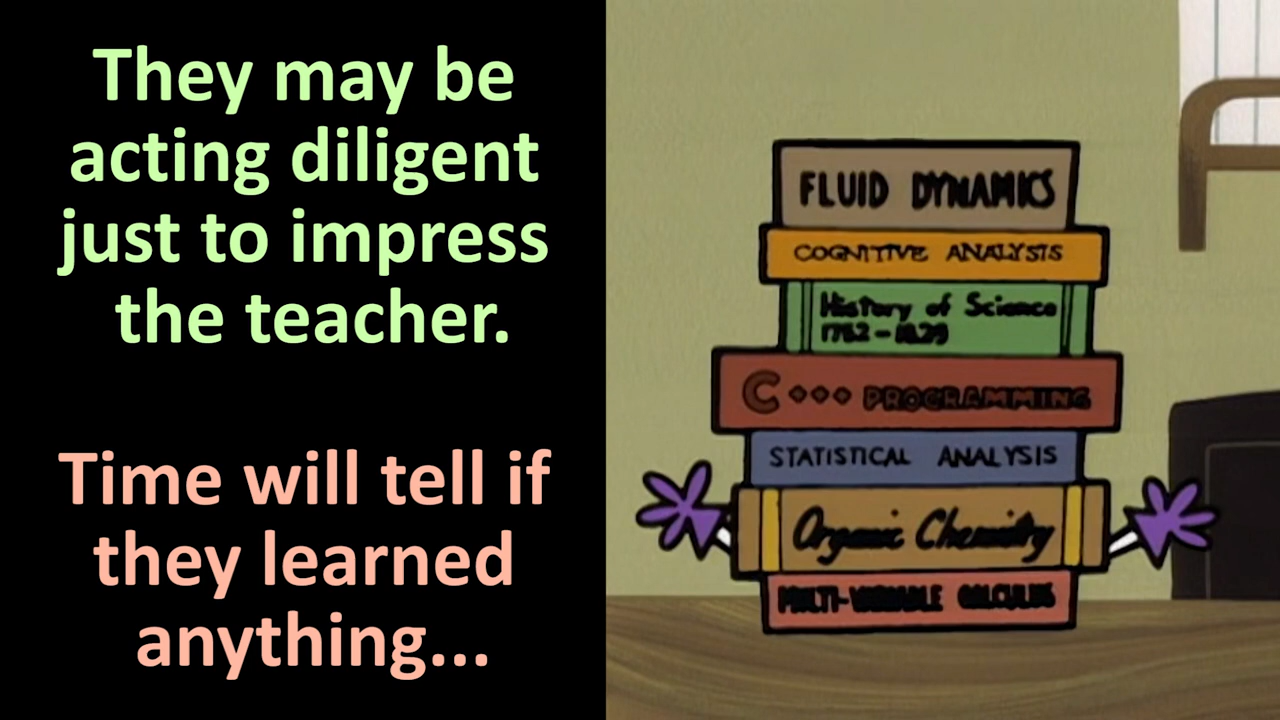 They may be
acting diligent
just to impress
the teacher.
Time will tell if
they learned
anything...
FLUID DYNAMICS
COGNITIVE ANALYSIS
History of Science
1782-1829
C +++ PROGRAMMING
STATISTICAL ANALYSIS
Organic Chemistry
MULTI-VARIABLE CALCULUS